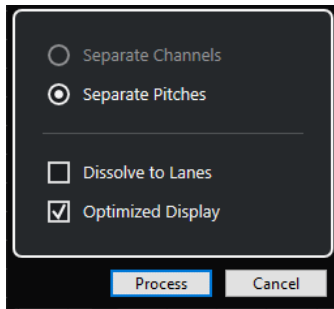 Separate Channels
Separate Pitches
Dissolve to Lanes
Optimized Display
Process Cancel